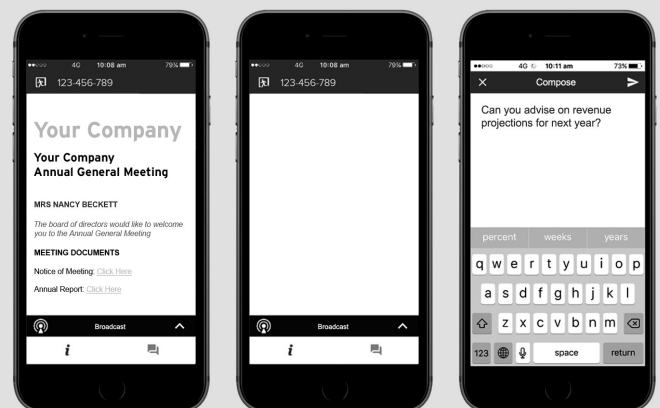 4G 10:08 am 79%
123-456-789
Your Company
Your Company
Annual General Meeting
MRS NANCY BECKETT
The board of directors would like to welcome
you to the Annual General Meeting
MEETING DOCUMENTS
Notice of Meeting: Click Here
Annual Report: Click Here
Broadcast
i
4G 10:08 am 79%
123-456-789
Broadcast
i
4G 10:11 am 73%
Compose
Can you advise on revenue
projections for next year?
percent weeks years
q w e r t y u i o p
a s d f g h j k l
z x c v b n m
123 space return